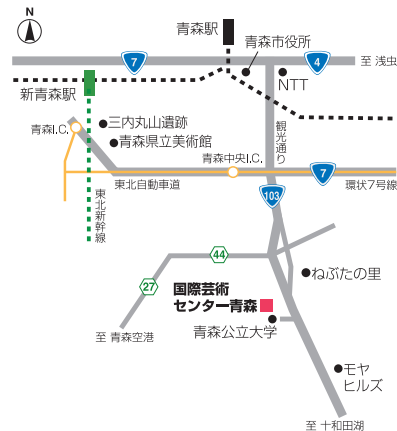 N
青森駅
青森市役所
7
4
至 浅虫
NTT
新青森駅
三内丸山遺跡
青森I.C.
青森県立美術館
観光通り
青森中央I.C.
東北自動車道
7
環状7号線
103
東北新幹線
44
27
ねぶたの里
国際芸術
センター青森
至 青森空港
青森公立大学
モヤ
ヒルズ
至 十和田湖